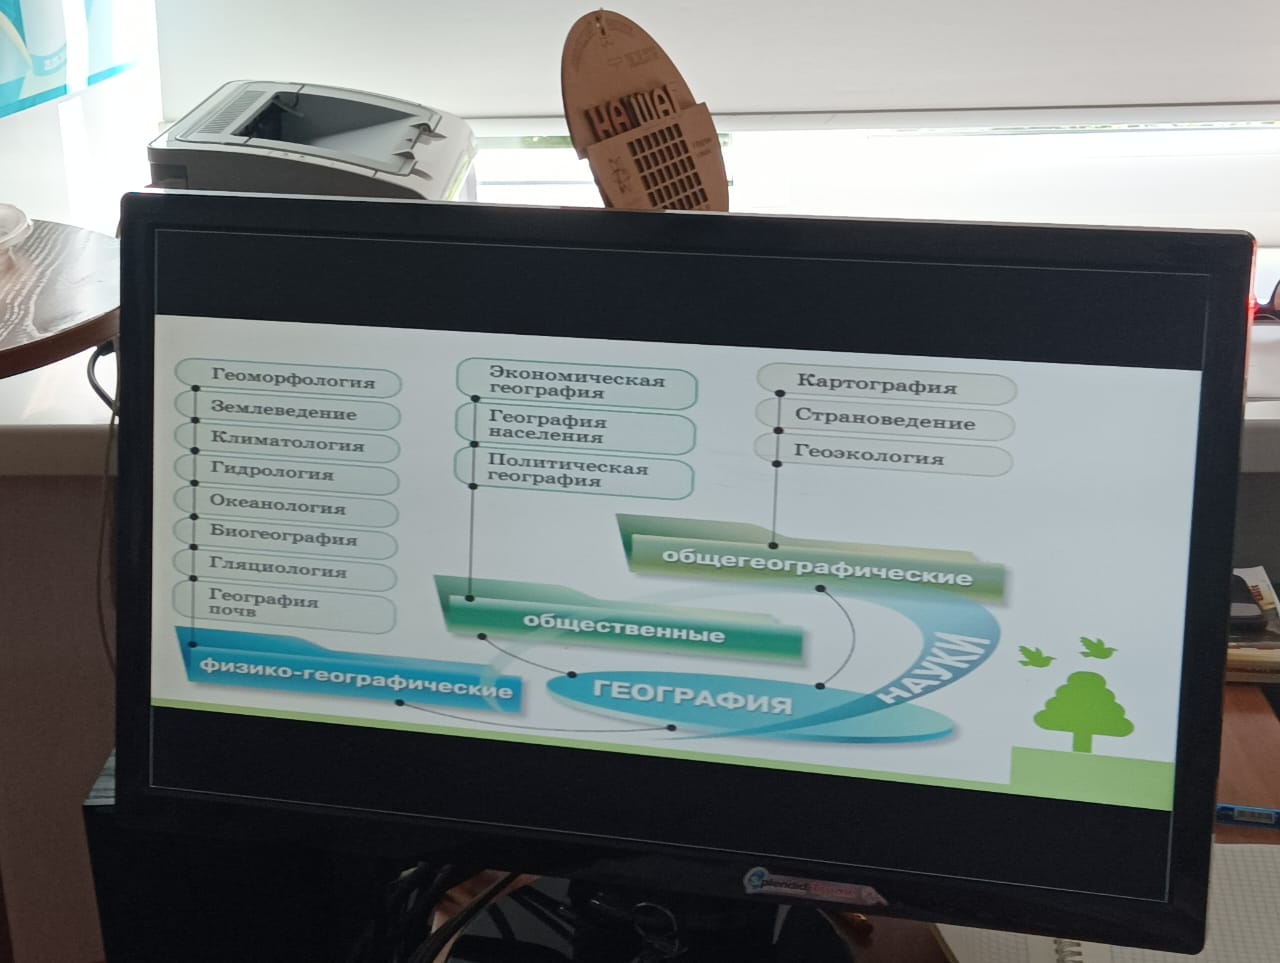 НАША
Геоморфология
Землеведение
Климатология
Гидрология
Океанология
Биогеография
Гляциология
География
почв
физико-географические
Экономическая
география
География
населения
Политическая
география
общественные
Картография
Страноведение
Геоэкология
общегеографические
ГЕОГРАФИЯ
НАУКИ